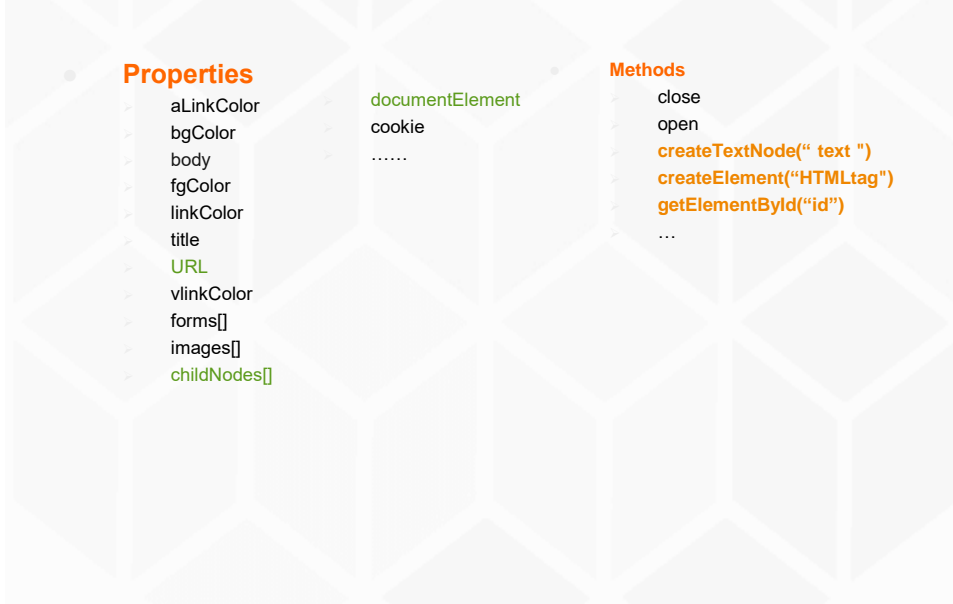 Properties
aLinkColor
bgColor
body
fgColor
linkColor
title
URL
vlinkColor
forms[]
images[]
childNodes[]
documentElement
cookie
……
Methods
close
open
createTextNode(“ text ")
createElement(“HTMLtag")
getElementById(“id”)
…